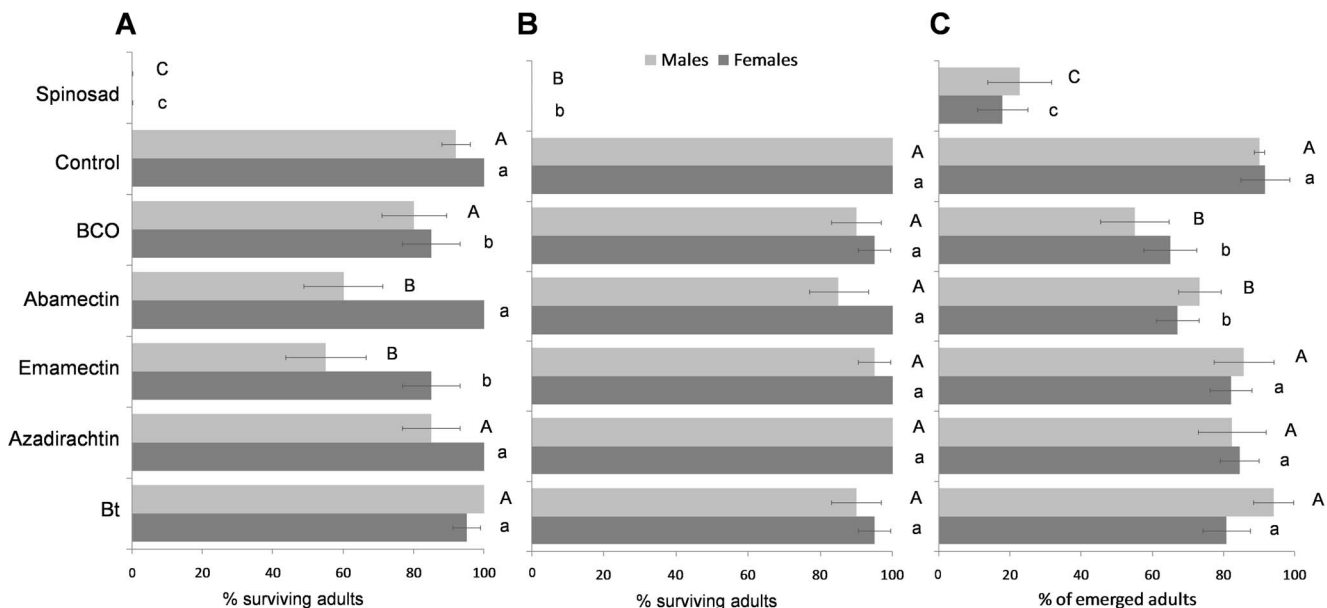 A
B
C
Males Females
Spinosad
C
c
B
b
C
c
Control
A
a
A
a
A
a
BCO
A
b
A
a
B
b
Abamectin
B
a
A
a
B
b
Emamectin
B
b
A
a
A
a
Azadirachtin
A
a
A
a
A
a
Bt
A
a
A
a
A
a
0 20 40 60 80 100
0 20 40 60 80 100
0 20 40 60 80 100
% surviving adults
% surviving adults
% of emerged adults